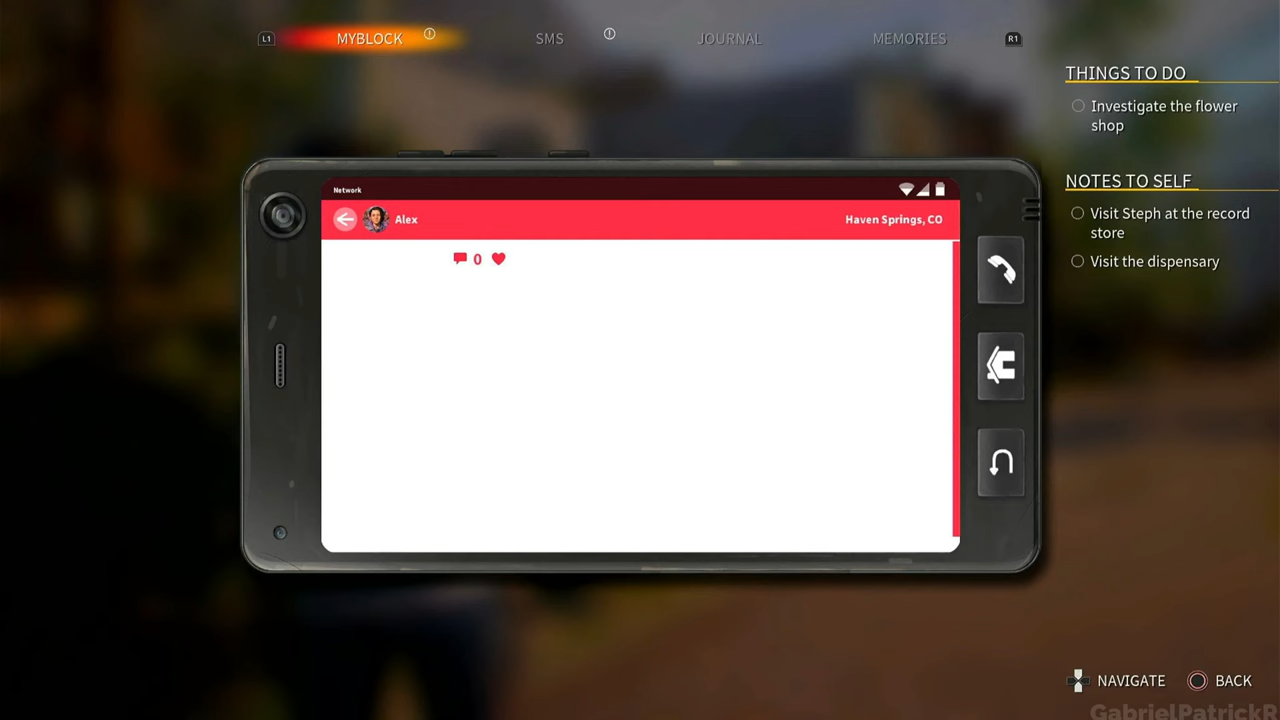 L1
MYBLOCK
SMS
JOURNAL
MEMORIES
R1
THINGS TO DO
Investigate the flower
shop
NOTES TO SELF
Visit Steph at the record
store
Visit the dispensary
Network
Alex
Haven Springs, CO
0
NAVIGATE
BACK
GabrielPatrickR